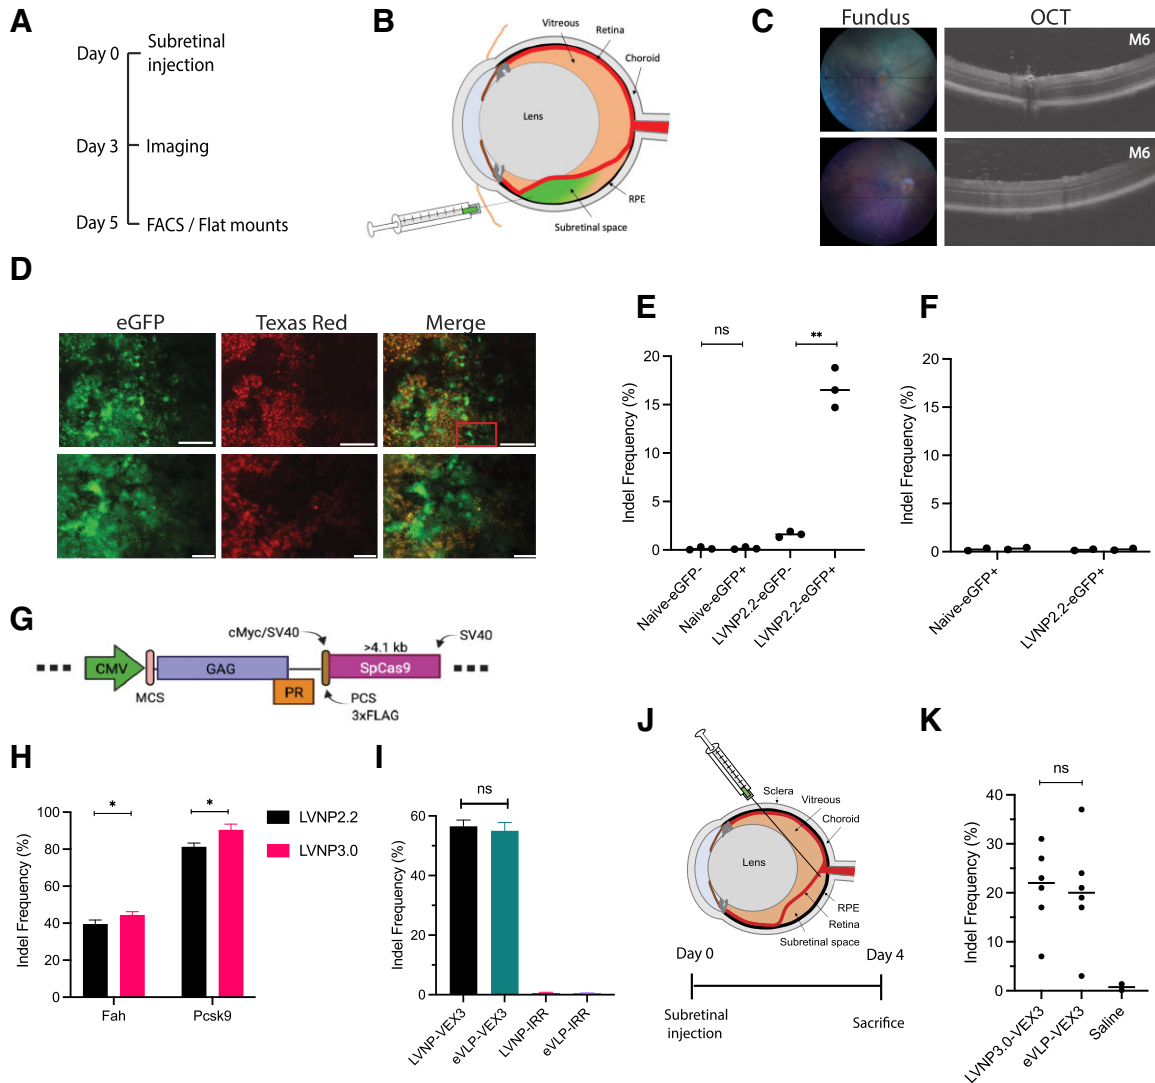 A
Day 0
Subretinal
injection
Day 3
Imaging
Day 5
FACS / Flat mounts
B
Vitreous
Retina
Choroid
Lens
RPE
Subretinal space
C
Fundus
OCT
M6
M6
D
eGFP
Texas Red
Merge
E
ns
**
Indel Frequency (%)
20
15
10
5
0
Naive-eGFP-
Naive-eGFP+
LVNP2.2-eGFP-
LVNP2.2-eGFP+
F
Indel Frequency (%)
20
15
10
5
0
Naive-eGFP+
LVNP2.2-eGFP+
G
cMyc/SV40
>4.1 kb
SV40
CMV
GAG
SpCas9
MCS
PR
PCS
3xFLAG
H
*
*
Indel Frequency (%)
100
80
60
40
20
0
Fah
Pcsk9
LVNP2.2
LVNP3.0
I
ns
Indel Frequency (%)
60
40
20
0
LVNP-VEX3
eVLP-VEX3
LVNP-IRR
eVLP-IRR
J
Sclera
Vitreous
Choroid
Lens
RPE
Retina
Subretinal space
Day 0
Day 4
Subretinal
injection
Sacrifice
K
ns
Indel Frequency (%)
40
30
20
10
0
LVNP3.0-VEX3
eVLP-VEX3
Saline